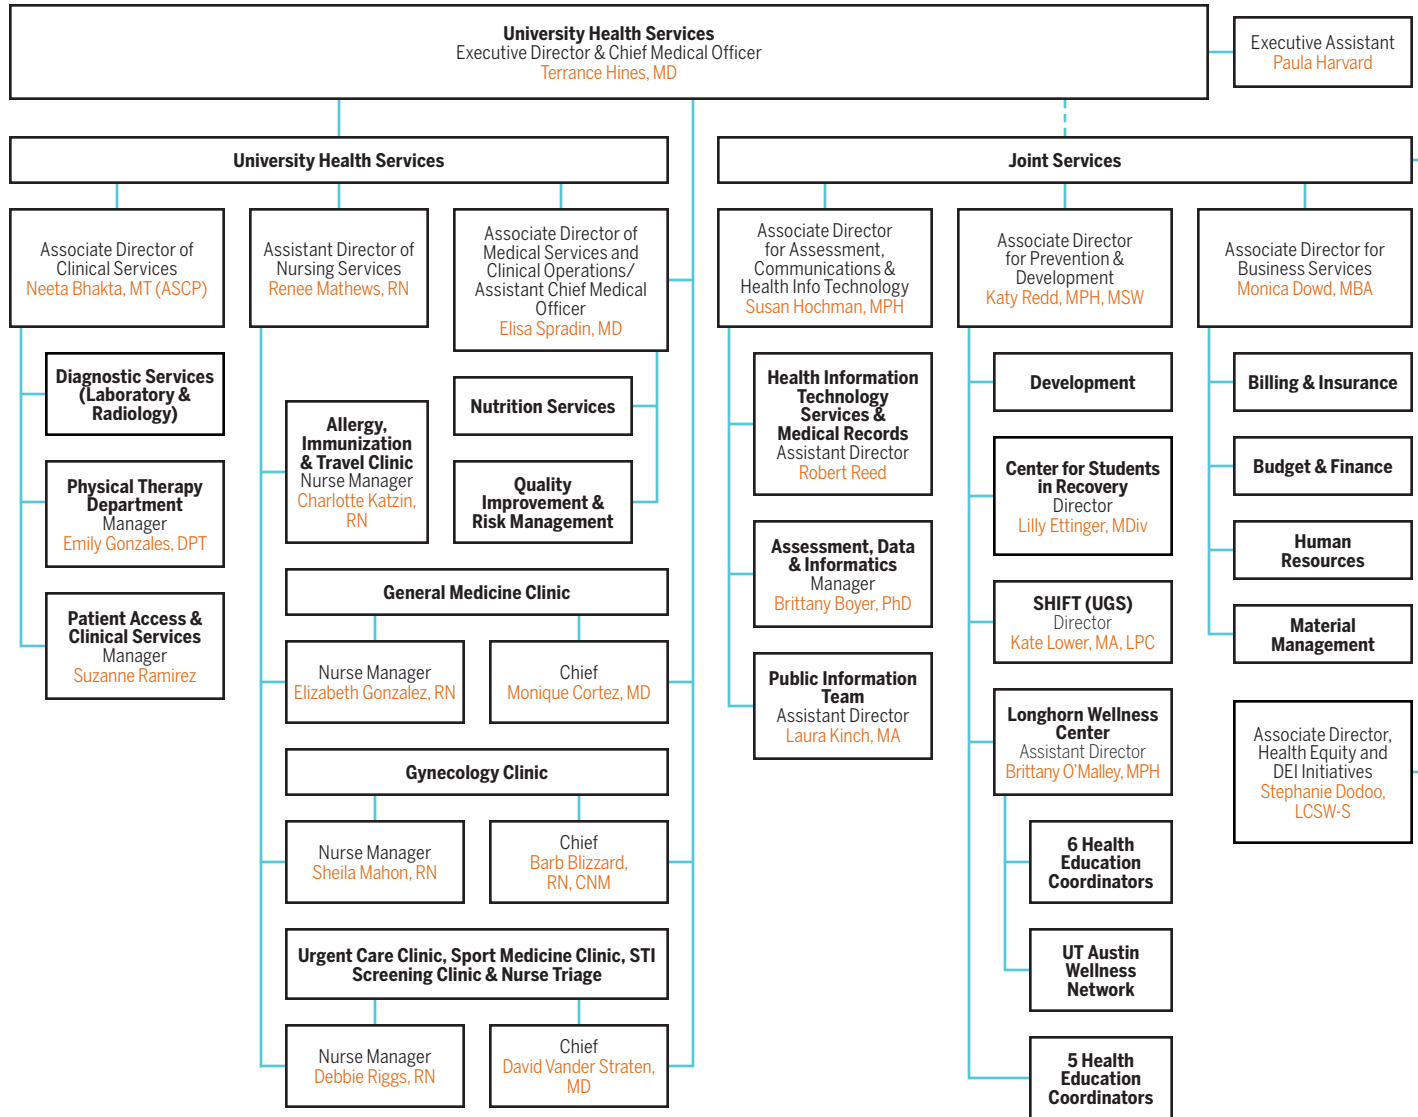 University Health Services
Executive Director & Chief Medical Officer
Terrance Hines, MD
Executive Assistant
Paula Harvard
University Health Services
Joint Services
Associate Director of
Clinical Services
Neeta Bhakta, MT (ASCP)
Assistant Director of
Nursing Services
Renee Mathews, RN
Associate Director of
Medical Services and
Clinical Operations/
Assistant Chief Medical
Officer
Elisa Spradin, MD
Associate Director
for Assessment,
Communications &
Health Info Technology
Susan Hochman, MPH
Associate Director
for Prevention &
Development
Katy Redd, MPH, MSW
Associate Director for
Business Services
Monica Dowd, MBA
Diagnostic Services
(Laboratory &
Radiology)
Physical Therapy
Department
Manager
Emily Gonzales, DPT
Patient Access &
Clinical Services
Manager
Suzanne Ramirez
Allergy,
Immunization
& Travel Clinic
Nurse Manager
Charlotte Katzin,
RN
Nutrition Services
Quality
Improvement &
Risk Management
General Medicine Clinic
Nurse Manager
Elizabeth Gonzalez, RN
Chief
Monique Cortez, MD
Gynecology Clinic
Nurse Manager
Sheila Mahon, RN
Chief
Barb Blizzard,
RN, CNM
Urgent Care Clinic, Sport Medicine Clinic, STI
Screening Clinic & Nurse Triage
Nurse Manager
Debbie Riggs, RN
Chief
David Vander Straten,
MD
Health Information
Technology
Services &
Medical Records
Assistant Director
Robert Reed
Assessment, Data
& Informatics
Manager
Brittany Boyer, PhD
Public Information
Team
Assistant Director
Laura Kinch, MA
Development
Center for Students
in Recovery
Director
Lilly Ettinger, MDiv
SHIFT (UGS)
Director
Kate Lower, MA, LPC
Longhorn Wellness
Center
Assistant Director
Brittany O’Malley, MPH
6 Health
Education
Coordinators
UT Austin
Wellness
Network
5 Health
Education
Coordinators
Billing & Insurance
Budget & Finance
Human
Resources
Material
Management
Associate Director,
Health Equity and
DEI Initiatives
Stephanie Dodoo,
LCSW-S